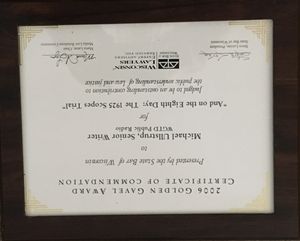 2006 GOLDEN GAVEL AWARD
CERTIFICATE OF COMMENDATION
Presented by the State Bar of Wisconsin
to
Michael Ullstrup, Senior Writer
WGTD Public Radio
for
"And on the Eighth Day: The 1925 Scopes Trial"
Judged to be an outstanding contribution to
the public understanding of law and justice
WISCONSIN
LAWYERS